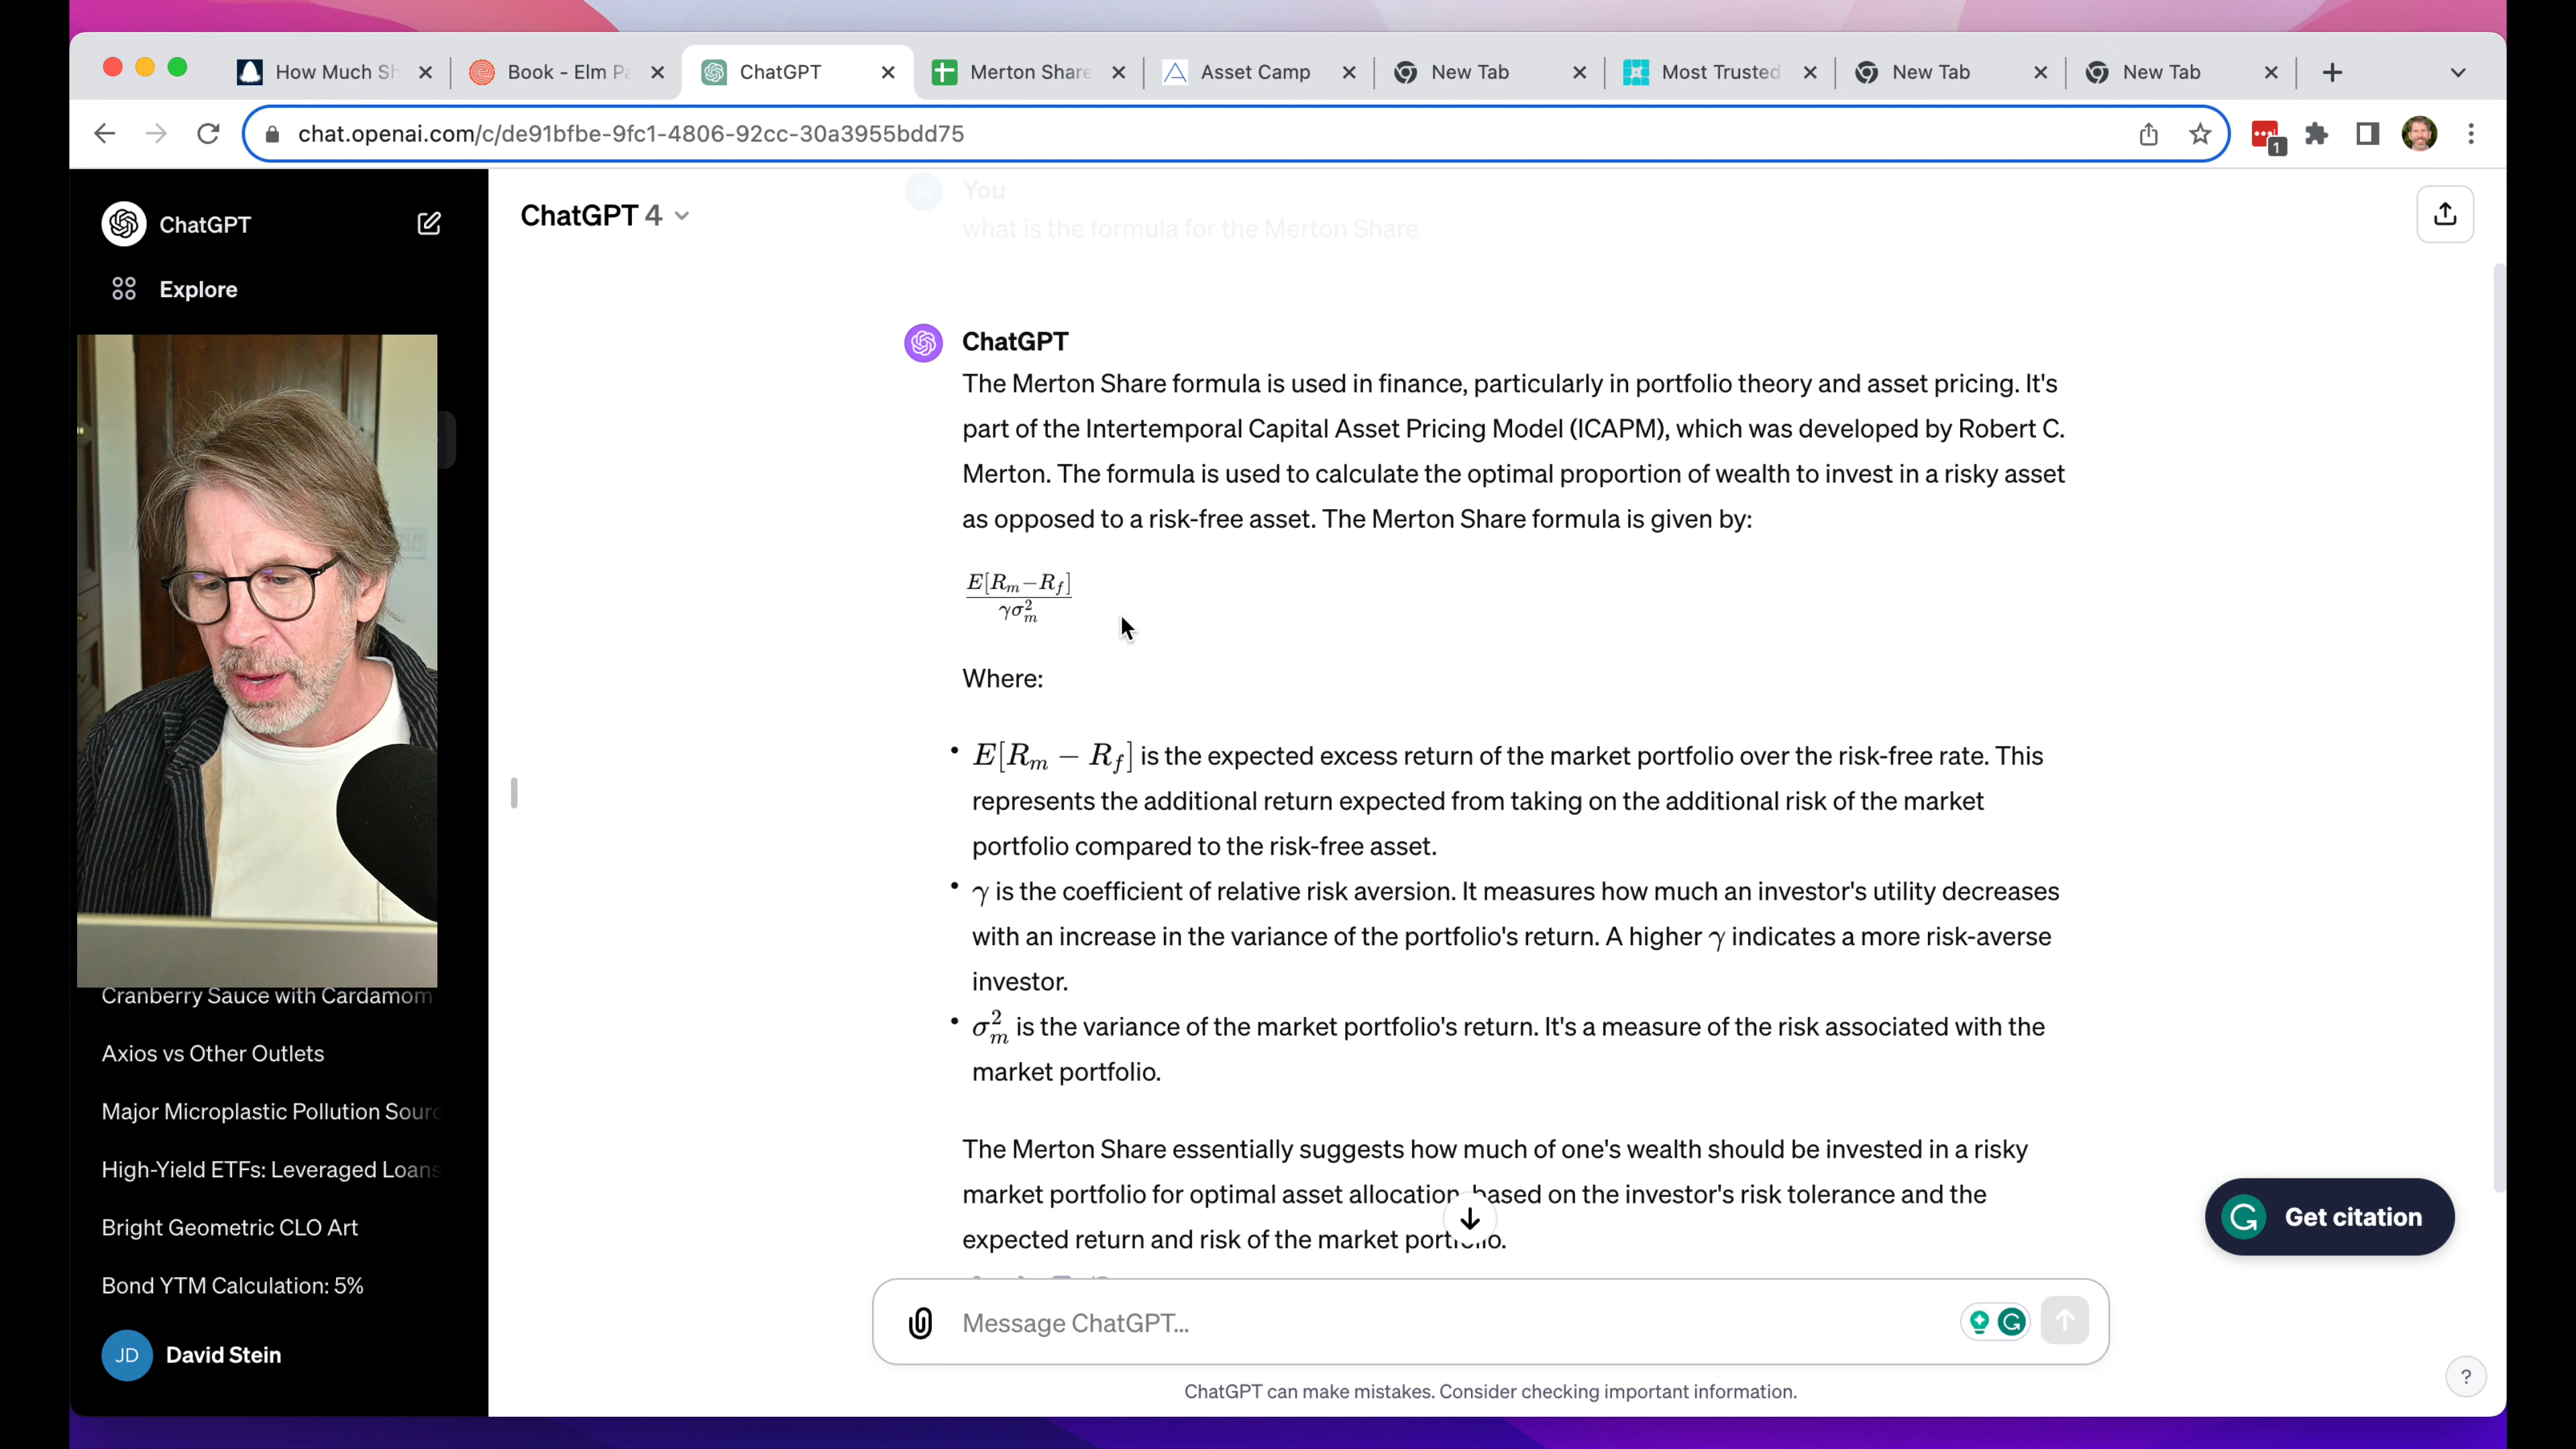 How Much Sh
Book - Elm Pa
ChatGPT
Merton Share
Asset Camp
New Tab
Most Trusted
New Tab
New Tab
chat.openai.com/c/de91bfbe-9fc1-4806-92cc-30a3955bdd75
1
ChatGPT
Explore
Cranberry Sauce with Cardamom
Axios vs Other Outlets
Major Microplastic Pollution Sourc
High-Yield ETFs: Leveraged Loans
Bright Geometric CLO Art
Bond YTM Calculation: 5%
JD David Stein
ChatGPT 4
You
what is the formula for the Merton Share
ChatGPT
The Merton Share formula is used in finance, particularly in portfolio theory and asset pricing. It's
part of the Intertemporal Capital Asset Pricing Model (ICAPM), which was developed by Robert C.
Merton. The formula is used to calculate the optimal proportion of wealth to invest in a risky asset
as opposed to a risk-free asset. The Merton Share formula is given by:
E[Rₘ−R_f]
γσ²ₘ
Where:
• E[Rₘ − R_f] is the expected excess return of the market portfolio over the risk-free rate. This
represents the additional return expected from taking on the additional risk of the market
portfolio compared to the risk-free asset.
• γ is the coefficient of relative risk aversion. It measures how much an investor's utility decreases
with an increase in the variance of the portfolio's return. A higher γ indicates a more risk-averse
investor.
• σ²ₘ is the variance of the market portfolio's return. It's a measure of the risk associated with the
market portfolio.
The Merton Share essentially suggests how much of one's wealth should be invested in a risky
market portfolio for optimal asset allocation, based on the investor's risk tolerance and the
expected return and risk of the market portfolio.
Get citation
Message ChatGPT...
ChatGPT can make mistakes. Consider checking important information.
?